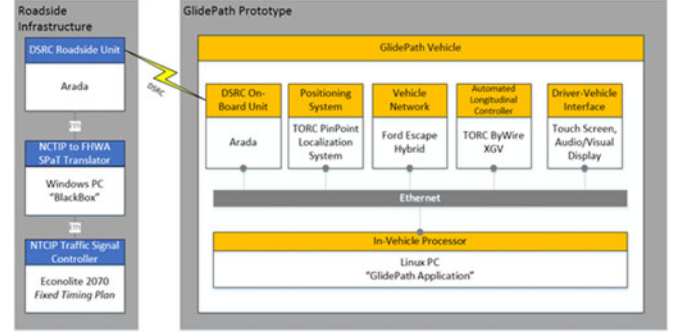 Roadside
Infrastructure
DSRC Roadside Unit
Arada
Eth
NCTIP to FHWA
SPaT Translator
Windows PC
"BlackBox"
Eth
NTCIP Traffic Signal
Controller
Econolite 2070
Fixed Timing Plan
DSRC
GlidePath Prototype
GlidePath Vehicle
DSRC On-
Board Unit
Arada
Positioning
System
TORC PinPoint
Localization
System
Vehicle
Network
Ford Escape
Hybrid
Automated
Longitudinal
Controller
TORC ByWire
XGV
Driver-Vehicle
Interface
Touch Screen,
Audio/Visual
Display
Ethernet
In-Vehicle Processor
Linux PC
"GlidePath Application"